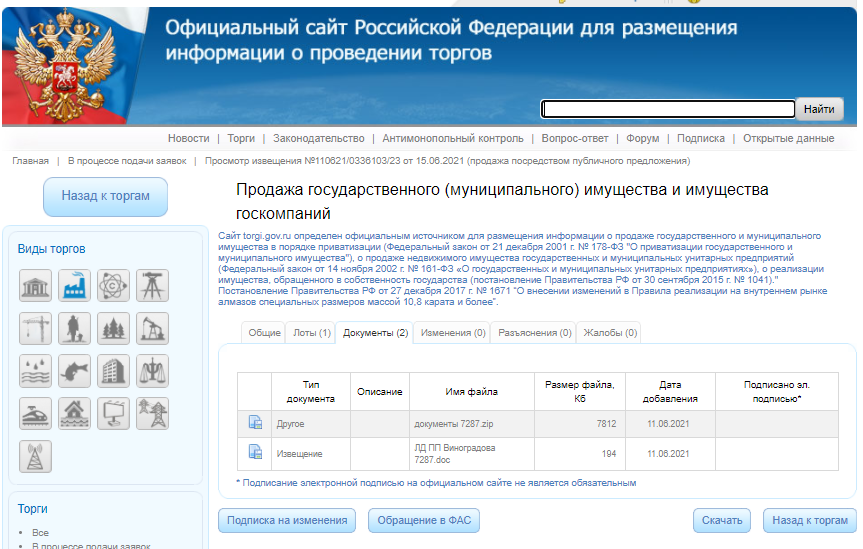 Официальный сайт Российской Федерации для размещения
информации о проведении торгов
Найти
Новости | Торги | Законодательство | Антимонопольный контроль | Вопрос-ответ | Форум | Подписка | Открытые данные
Главная | В процессе подачи заявок | Просмотр извещения №110621/0336103/23 от 15.06.2021 (продажа посредством публичного предложения)
Назад к торгам
Продажа государственного (муниципального) имущества и имущества
госкомпаний
Сайт torgi.gov.ru определен официальным источником для размещения информации о продаже государственного и муниципального
имущества в порядке приватизации (Федеральный закон от 21 декабря 2001 г. № 178-ФЗ "О приватизации государственного и
муниципального имущества"), о продаже недвижимого имущества государственных и муниципальных унитарных предприятий
(Федеральный закон от 14 ноября 2002 г. № 161-ФЗ «О государственных и муниципальных унитарных предприятиях»), о реализации
имущества, обращенного в собственность государства (постановление Правительства РФ от 30 сентября 2015 г. № 1041)."
Постановление Правительства РФ от 27 декабря 2017 г. № 1671 "О внесении изменений в Правила реализации на внутреннем рынке
алмазов специальных размеров массой 10,8 карата и более".
Виды торгов
Общие
Лоты (1)
Документы (2)
Изменения (0)
Разъяснения (0)
Жалобы (0)
Тип документа
Описание
Имя файла
Размер файла, Кб
Дата добавления
Подписано эл. подписью*
Другое
документы 7287.zip
7812
11.06.2021
Извещение
ЛД ПП Виноградова
7287.doc
194
11.06.2021
* Подписание электронной подписью на официальном сайте не является обязательным
Подписка на изменения
Обращение в ФАС
Скачать
Назад к торгам
Торги
Все
В процессе подачи заявок